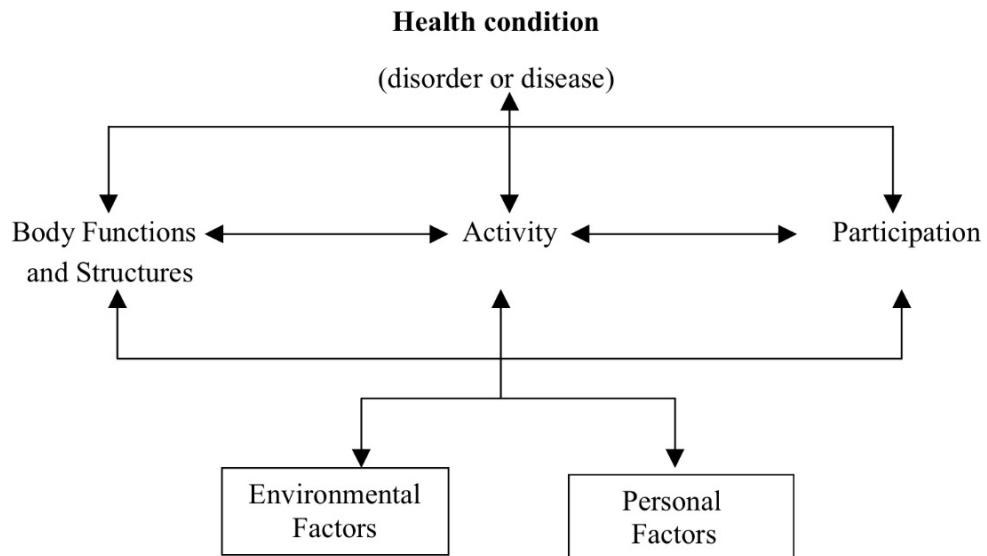 Health condition
(disorder or disease)
Body Functions
and Structures
Activity
Participation
Environmental
Factors
Personal
Factors